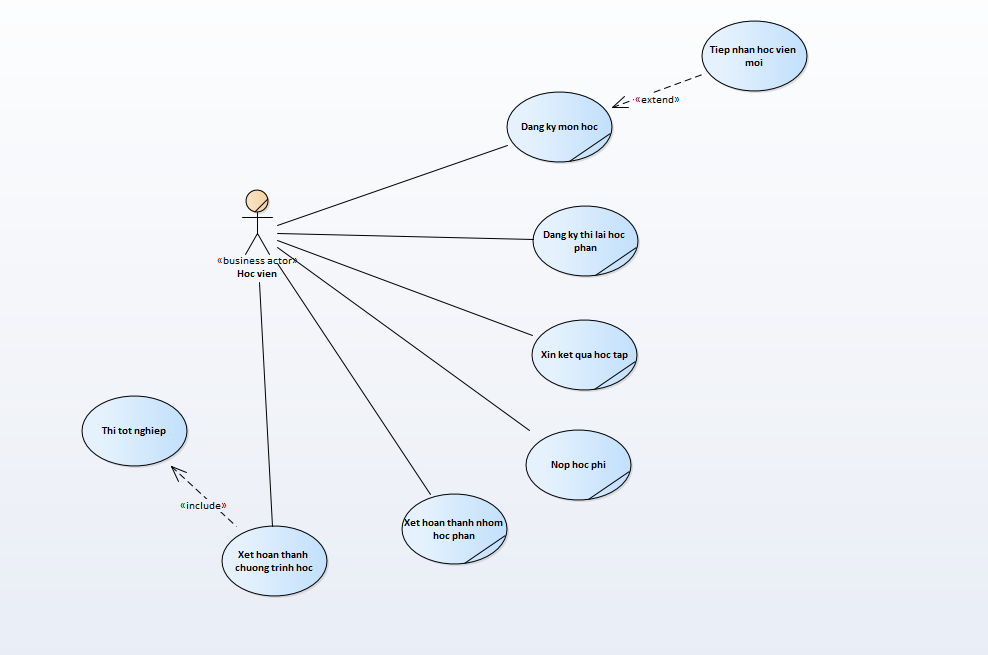 Tiep nhan hoc vien
moi
«extend»
Dang ky mon hoc
Dang ky thi lai hoc
phan
«business actor»
Hoc vien
Xin ket qua hoc tap
Thi tot nghiep
Nop hoc phi
«include»
Xet hoan thanh nhom
hoc phan
Xet hoan thanh
chuong trinh hoc